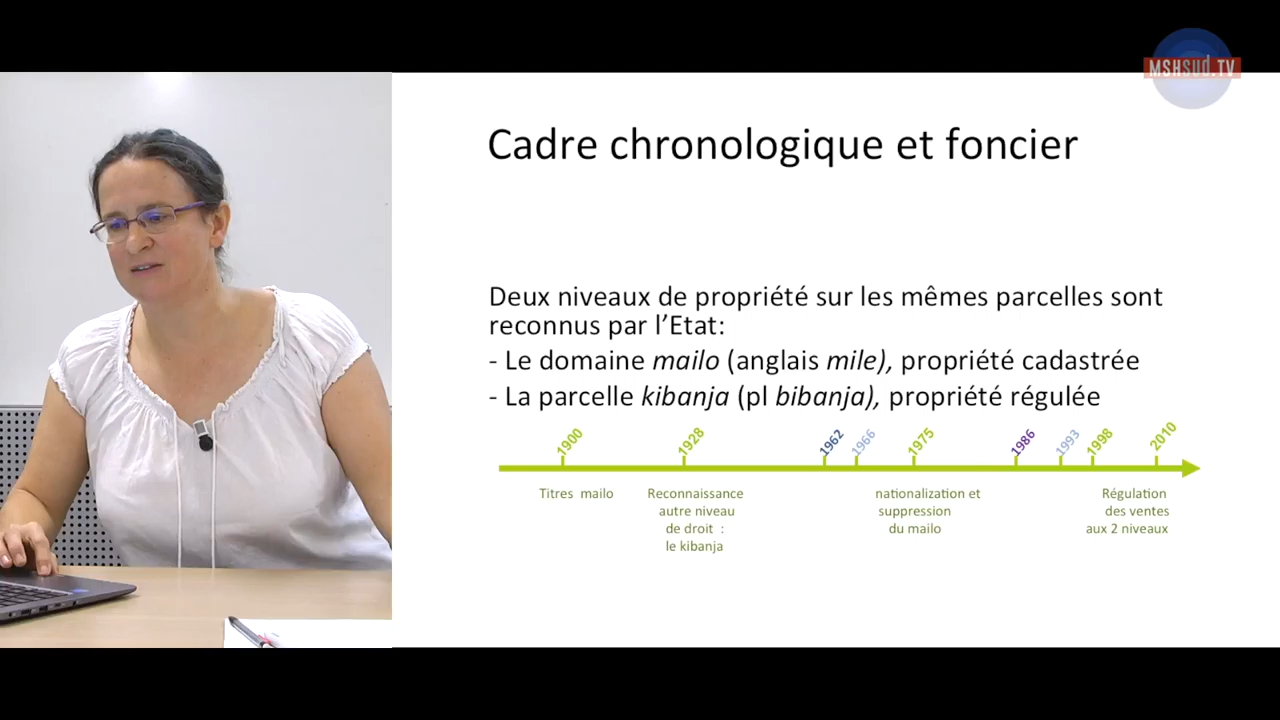 MSHSUD.TV
Cadre chronologique et foncier
Deux niveaux de propriété sur les mêmes parcelles sont
reconnus par l’Etat:
- Le domaine mailo (anglais mile), propriété cadastrée
- La parcelle kibanja (pl bibanja), propriété régulée
1900
1928
1962
1966
1975
1986
1993
1998
2010
Titres mailo
Reconnaissance
autre niveau
de droit :
le kibanja
nationalization et
suppression
du mailo
Régulation
des ventes
aux 2 niveaux